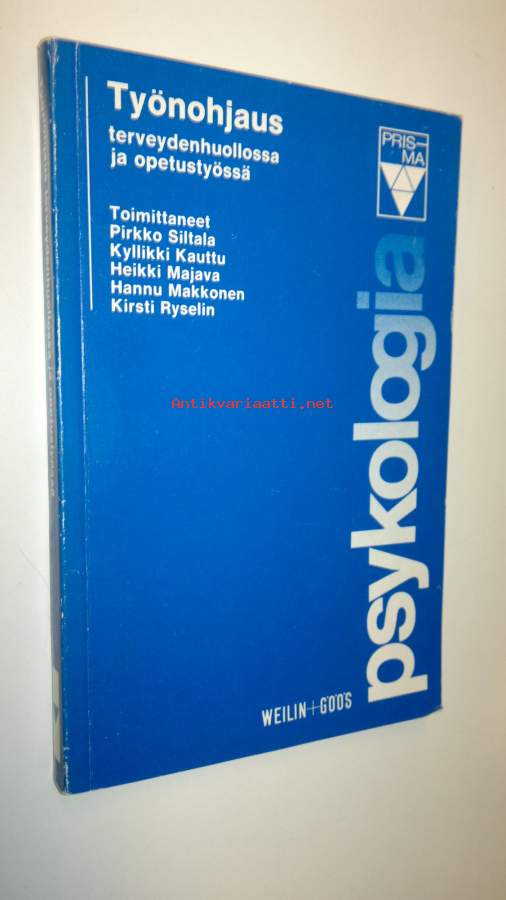 Työnohjaus
terveydenhuollossa
ja opetustyössä
Toimittaneet
Pirkko Siltala
Kyllikki Kauttu
Heikki Majava
Hannu Makkonen
Kirsti Ryselin
PRIS-
MA
psykologia
WEILIN+GÖÖS
Antikvariaatti.net